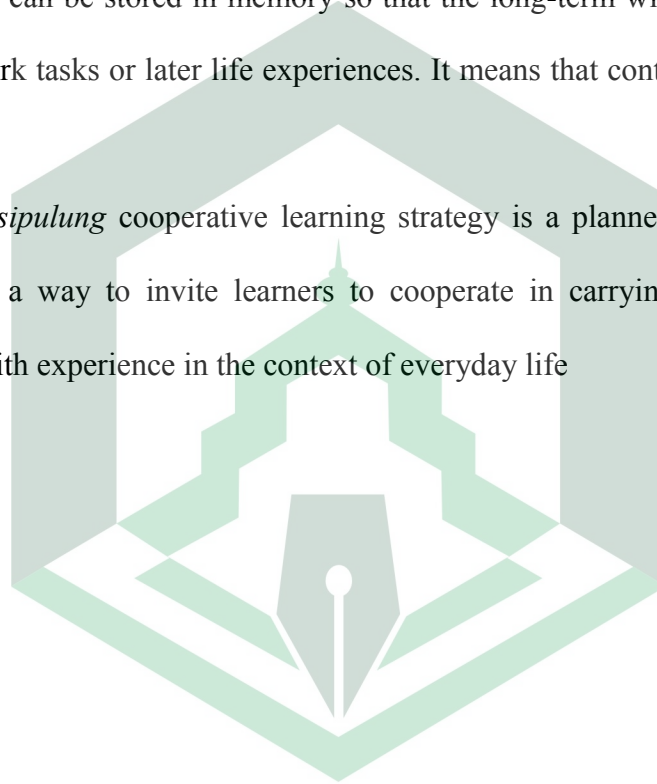 can be stored in memory so that the long-term wi
rk tasks or later life experiences. It means that cont
sipulung cooperative learning strategy is a planne
a way to invite learners to cooperate in carryin
ith experience in the context of everyday life